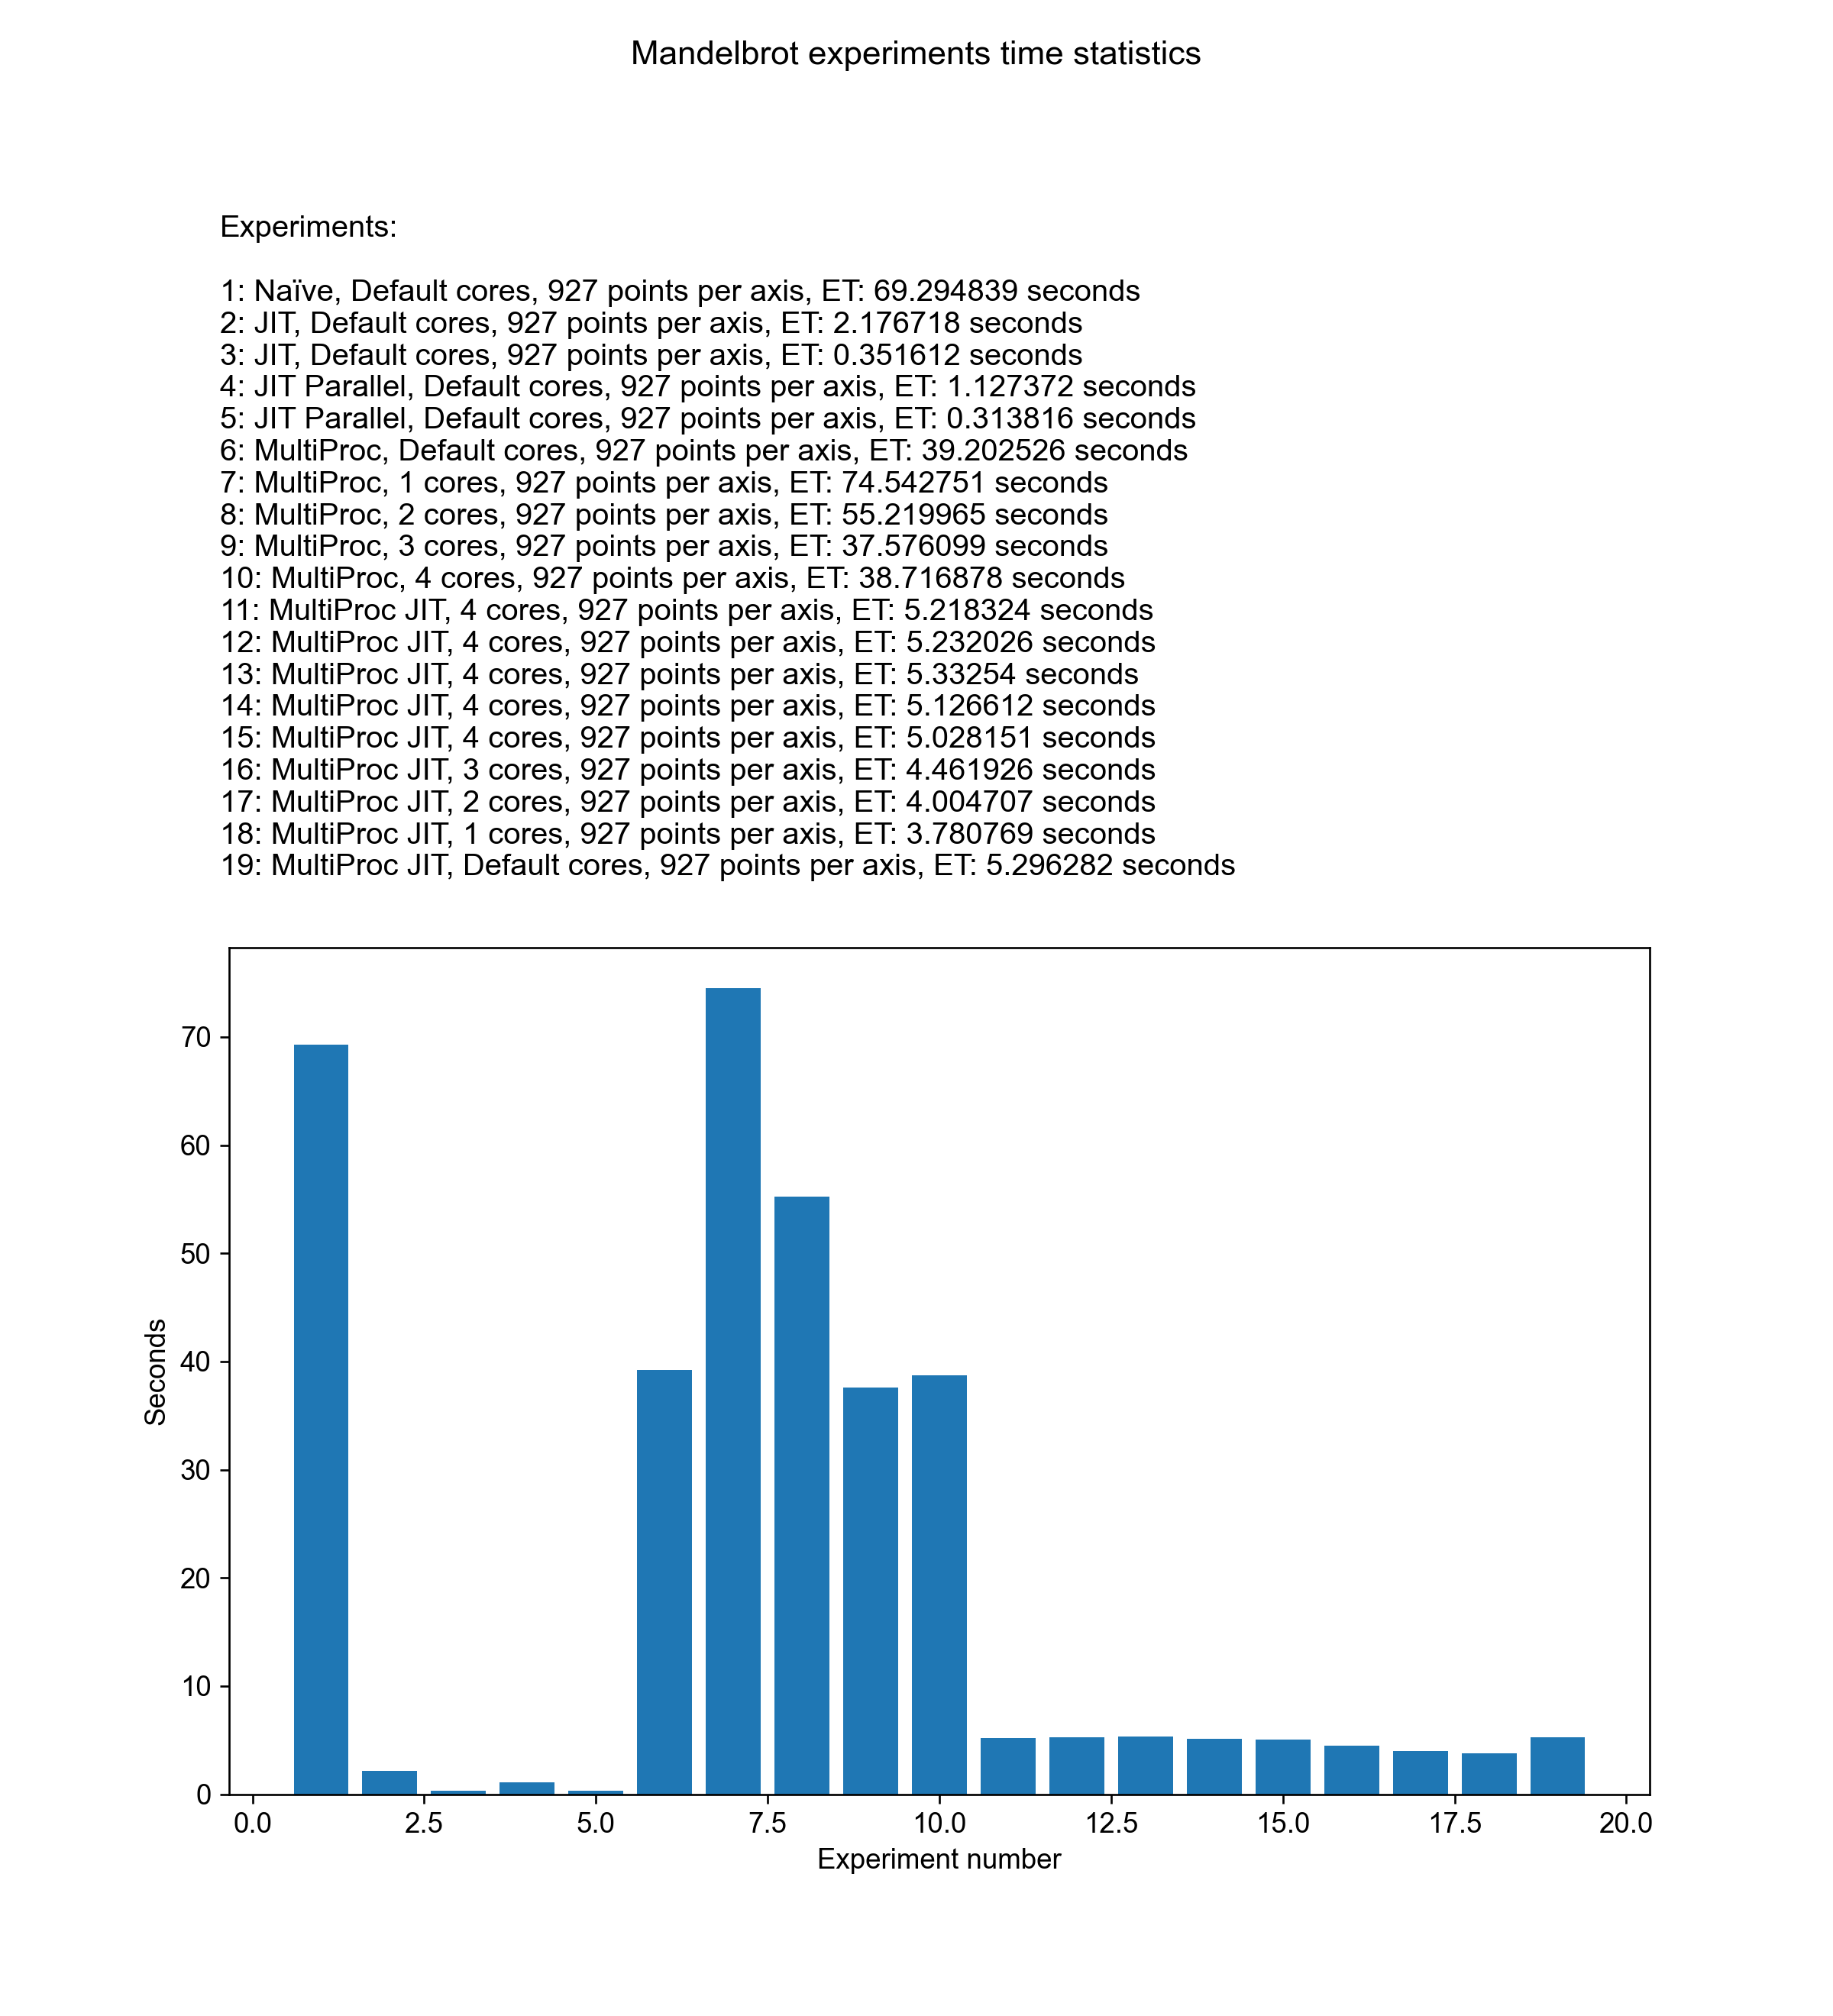 Mandelbrot experiments time statistics
Experiments:
1: Naïve, Default cores, 927 points per axis, ET: 69.294839 seconds
2: JIT, Default cores, 927 points per axis, ET: 2.176718 seconds
3: JIT, Default cores, 927 points per axis, ET: 0.351612 seconds
4: JIT Parallel, Default cores, 927 points per axis, ET: 1.127372 seconds
5: JIT Parallel, Default cores, 927 points per axis, ET: 0.313816 seconds
6: MultiProc, Default cores, 927 points per axis, ET: 39.202526 seconds
7: MultiProc, 1 cores, 927 points per axis, ET: 74.542751 seconds
8: MultiProc, 2 cores, 927 points per axis, ET: 55.219965 seconds
9: MultiProc, 3 cores, 927 points per axis, ET: 37.576099 seconds
10: MultiProc, 4 cores, 927 points per axis, ET: 38.716878 seconds
11: MultiProc JIT, 4 cores, 927 points per axis, ET: 5.218324 seconds
12: MultiProc JIT, 4 cores, 927 points per axis, ET: 5.232026 seconds
13: MultiProc JIT, 4 cores, 927 points per axis, ET: 5.33254 seconds
14: MultiProc JIT, 4 cores, 927 points per axis, ET: 5.126612 seconds
15: MultiProc JIT, 4 cores, 927 points per axis, ET: 5.028151 seconds
16: MultiProc JIT, 3 cores, 927 points per axis, ET: 4.461926 seconds
17: MultiProc JIT, 2 cores, 927 points per axis, ET: 4.004707 seconds
18: MultiProc JIT, 1 cores, 927 points per axis, ET: 3.780769 seconds
19: MultiProc JIT, Default cores, 927 points per axis, ET: 5.296282 seconds
70
60
50
40
30
20
10
0
Seconds
0.0 2.5 5.0 7.5 10.0 12.5 15.0 17.5 20.0
Experiment number